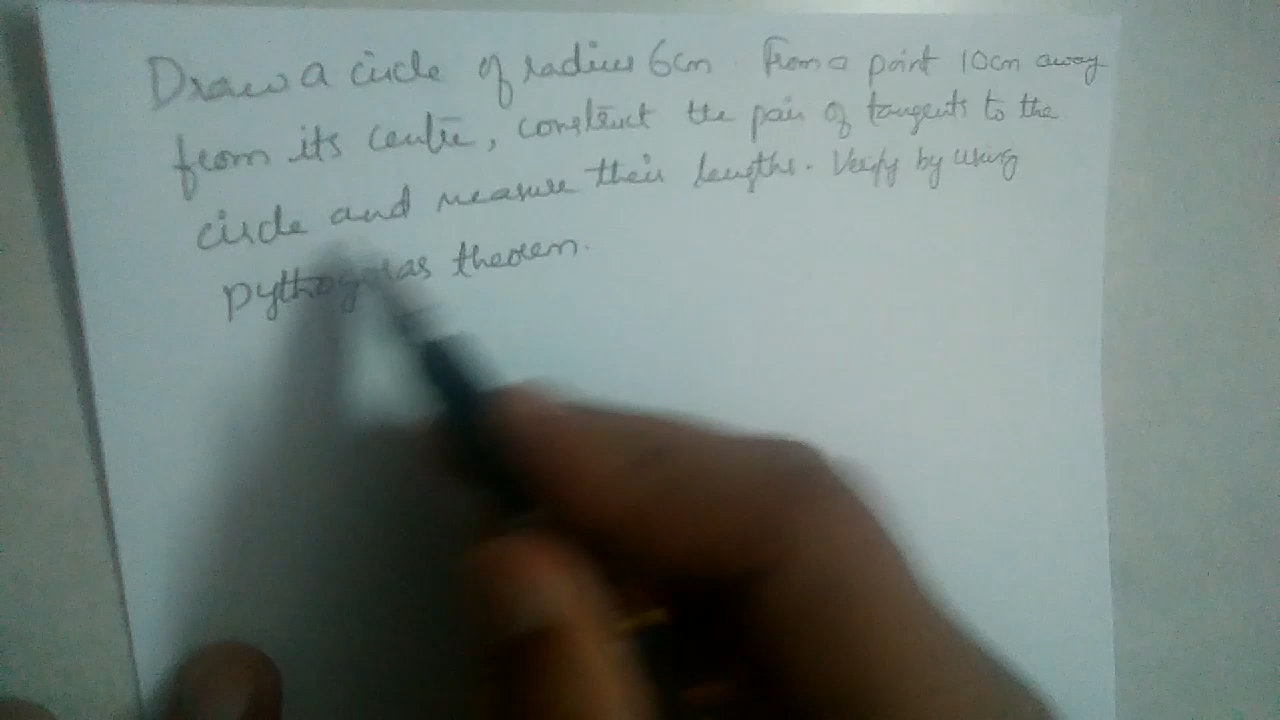 Draw a circle of radius 6cm. From a point 10cm away
from its centre, construct the pair of tangents to the
circle and measure their lengths. Verify by using
pythagoras theorem.